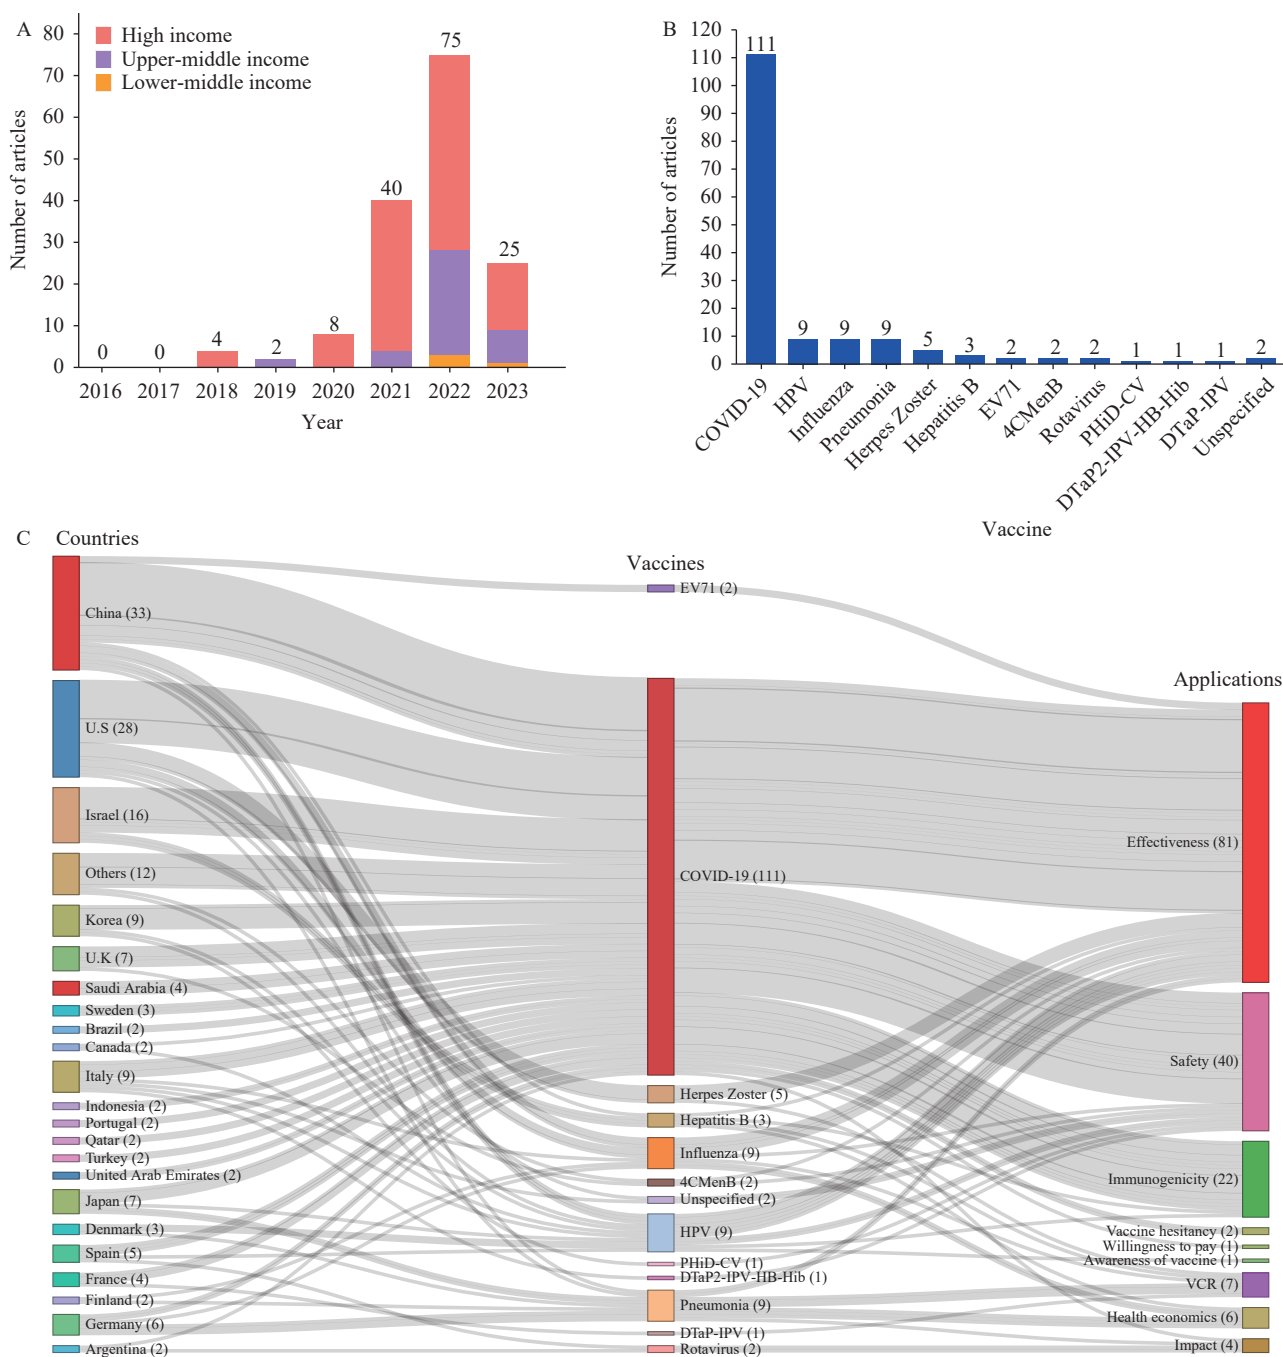 A
High income
Upper-middle income
Lower-middle income
Number of articles
80
70
60
50
40
30
20
10
0
0
0
4
2
8
40
75
25
2016 2017 2018 2019 2020 2021 2022 2023
Year
B
Number of articles
120
110
100
90
80
70
60
50
40
30
20
10
0
111
9
9
9
5
3
2
2
2
1
1
1
2
COVID-19
HPV
Influenza
Pneumonia
Herpes Zoster
Hepatitis B
EV71
4CMenB
Rotavirus
PHiD-CV
DTaP2-IPV-HB-Hib
DTaP-IPV
Unspecified
Vaccine
C
Countries
China (33)
U.S (28)
Israel (16)
Others (12)
Korea (9)
U.K (7)
Saudi Arabia (4)
Sweden (3)
Brazil (2)
Canada (2)
Italy (9)
Indonesia (2)
Portugal (2)
Qatar (2)
Turkey (2)
United Arab Emirates (2)
Japan (7)
Denmark (3)
Spain (5)
France (4)
Finland (2)
Germany (6)
Argentina (2)
Vaccines
EV71 (2)
COVID-19 (111)
Herpes Zoster (5)
Hepatitis B (3)
Influenza (9)
4CMenB (2)
Unspecified (2)
HPV (9)
PHiD-CV (1)
DTaP2-IPV-HB-Hib (1)
Pneumonia (9)
DTaP-IPV (1)
Rotavirus (2)
Applications
Effectiveness (81)
Safety (40)
Immunogenicity (22)
Vaccine hesitancy (2)
Willingness to pay (1)
Awareness of vaccine (1)
VCR (7)
Health economics (6)
Impact (4)